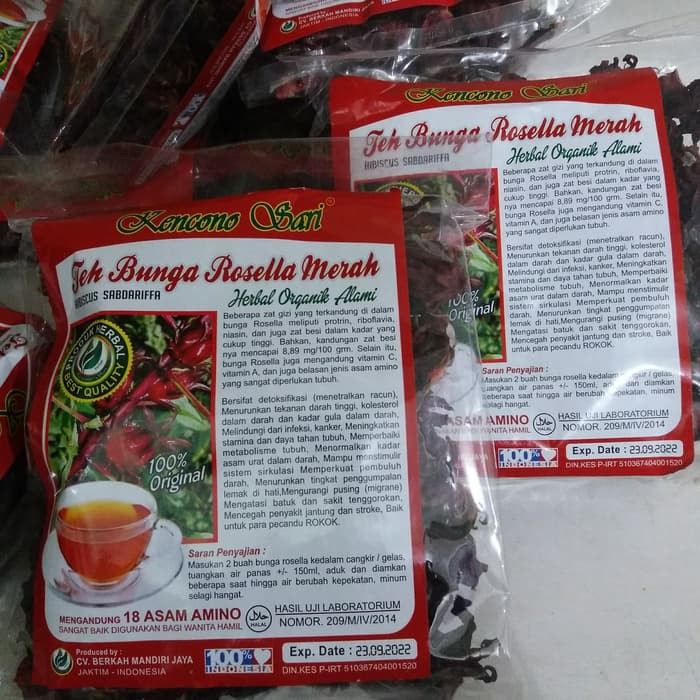 Produced by :
CV. BERKAH MANDIRI JAYA
JAKTIM - INDONESIA
Kencono Sari
Teh Bunga Rosella Merah
HIBISCUS SABDARIFFA
Herbal Organik Alami
Beberapa zat gizi yang terkandung di dalam
bunga Rosella meliputi protrin, riboflavia,
niasin, dan juga zat besi dalam kadar yang
cukup tinggi. Bahkan, kandungan zat besi
nya mencapai 8,89 mg/100 grm. Selain itu,
bunga Rosella juga mengandung vitamin C,
vitamin A, dan juga belasan jenis asam amino
yang sangat diperlukan tubuh.
Bersifat detoksifikasi (menetralkan racun),
Menurunkan tekanan darah tinggi, kolesterol
dalam darah dan kadar gula dalam darah,
Melindungi dari infeksi, kanker, Meningkatkan
stamina dan daya tahan tubuh, Memperbaiki
metabolisme tubuh, Menormalkan kadar
asam urat dalam darah, Mampu menstimulir
sistem sirkulasi Memperkuat pembuluh
darah, Menurunkan tingkat penggumpalan
lemak di hati,Mengurangi pusing (migrane)
Mengatasi batuk dan sakit tenggorokan,
Mencegah penyakit jantung dan stroke, Baik
untuk para pecandu ROKOK.
100%
Original
Saran Penyajian :
Masukan 2 buah bunga rosella kedalam cangkir / gelas,
tuangkan air panas +/- 150ml, aduk dan diamkan
beberapa saat hingga air berubah kepekatan, minum
selagi hangat.
ASAM AMINO
HALAL
HASIL UJI LABORATORIUM
NOMOR. 209/M/IV/2014
WANITA HAMIL
JAYA
100%
INDONESIA
Exp. Date : 23.09.2022
DIN.KES P-IRT 510367404001520
Kencono Sari®
Teh Bunga Rosella Merah
HIBISCUS SABDARIFFA
Herbal Organik Alami
PRODUK HERBAL
BEST QUALITY
Beberapa zat gizi yang terkandung di dalam
bunga Rosella meliputi protrin, riboflavia,
niasin, dan juga zat besi dalam kadar yang
cukup tinggi. Bahkan, kandungan zat besi
nya mencapai 8,89 mg/100 grm. Selain itu,
bunga Rosella juga mengandung vitamin C,
vitamin A, dan juga belasan jenis asam amino
yang sangat diperlukan tubuh.
Bersifat detoksifikasi (menetralkan racun),
Menurunkan tekanan darah tinggi, kolesterol
dalam darah dan kadar gula dalam darah,
Melindungi dari infeksi, kanker, Meningkatkan
stamina dan daya tahan tubuh, Memperbaiki
metabolisme tubuh, Menormalkan kadar
asam urat dalam darah, Mampu menstimulir
sistem sirkulasi Memperkuat pembuluh
darah, Menurunkan tingkat penggumpalan
lemak di hati,Mengurangi pusing (migrane)
Mengatasi batuk dan sakit tenggorokan,
Mencegah penyakit jantung dan stroke, Baik
untuk para pecandu ROKOK.
100%
Original
Saran Penyajian :
Masukan 2 buah bunga rosella kedalam cangkir / gelas,
tuangkan air panas +/- 150ml, aduk dan diamkan
beberapa saat hingga air berubah kepekatan, minum
selagi hangat.
MENGANDUNG 18 ASAM AMINO
SANGAT BAIK DIGUNAKAN BAGI WANITA HAMIL
HALAL
HASIL UJI LABORATORIUM
NOMOR. 209/M/IV/2014
Produced by :
CV. BERKAH MANDIRI JAYA
JAKTIM - INDONESIA
100%
INDONESIA
Exp. Date : 23.09.2022
DIN.KES P-IRT 510367404001520